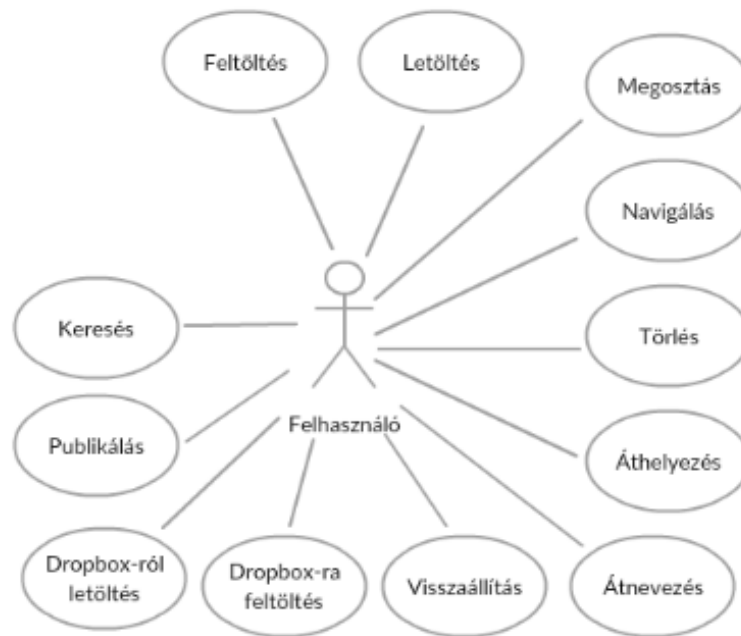 Feltöltés
Letöltés
Megosztás
Navigálás
Keresés
Törlés
Felhasználó
Publikálás
Áthelyezés
Dropbox-ról
letöltés
Dropbox-ra
feltöltés
Visszaállítás
Átnevezés